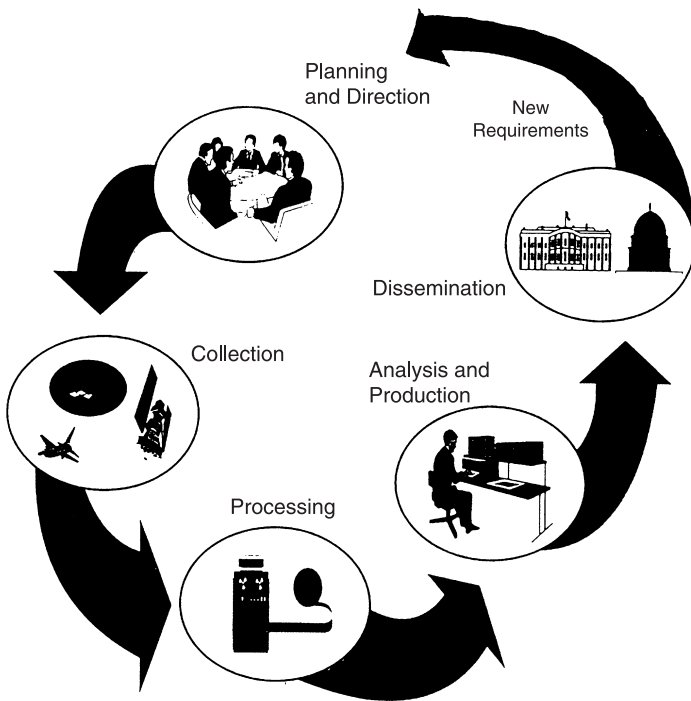 Planning
and Direction
New
Requirements
Dissemination
Collection
Analysis and
Production
Processing